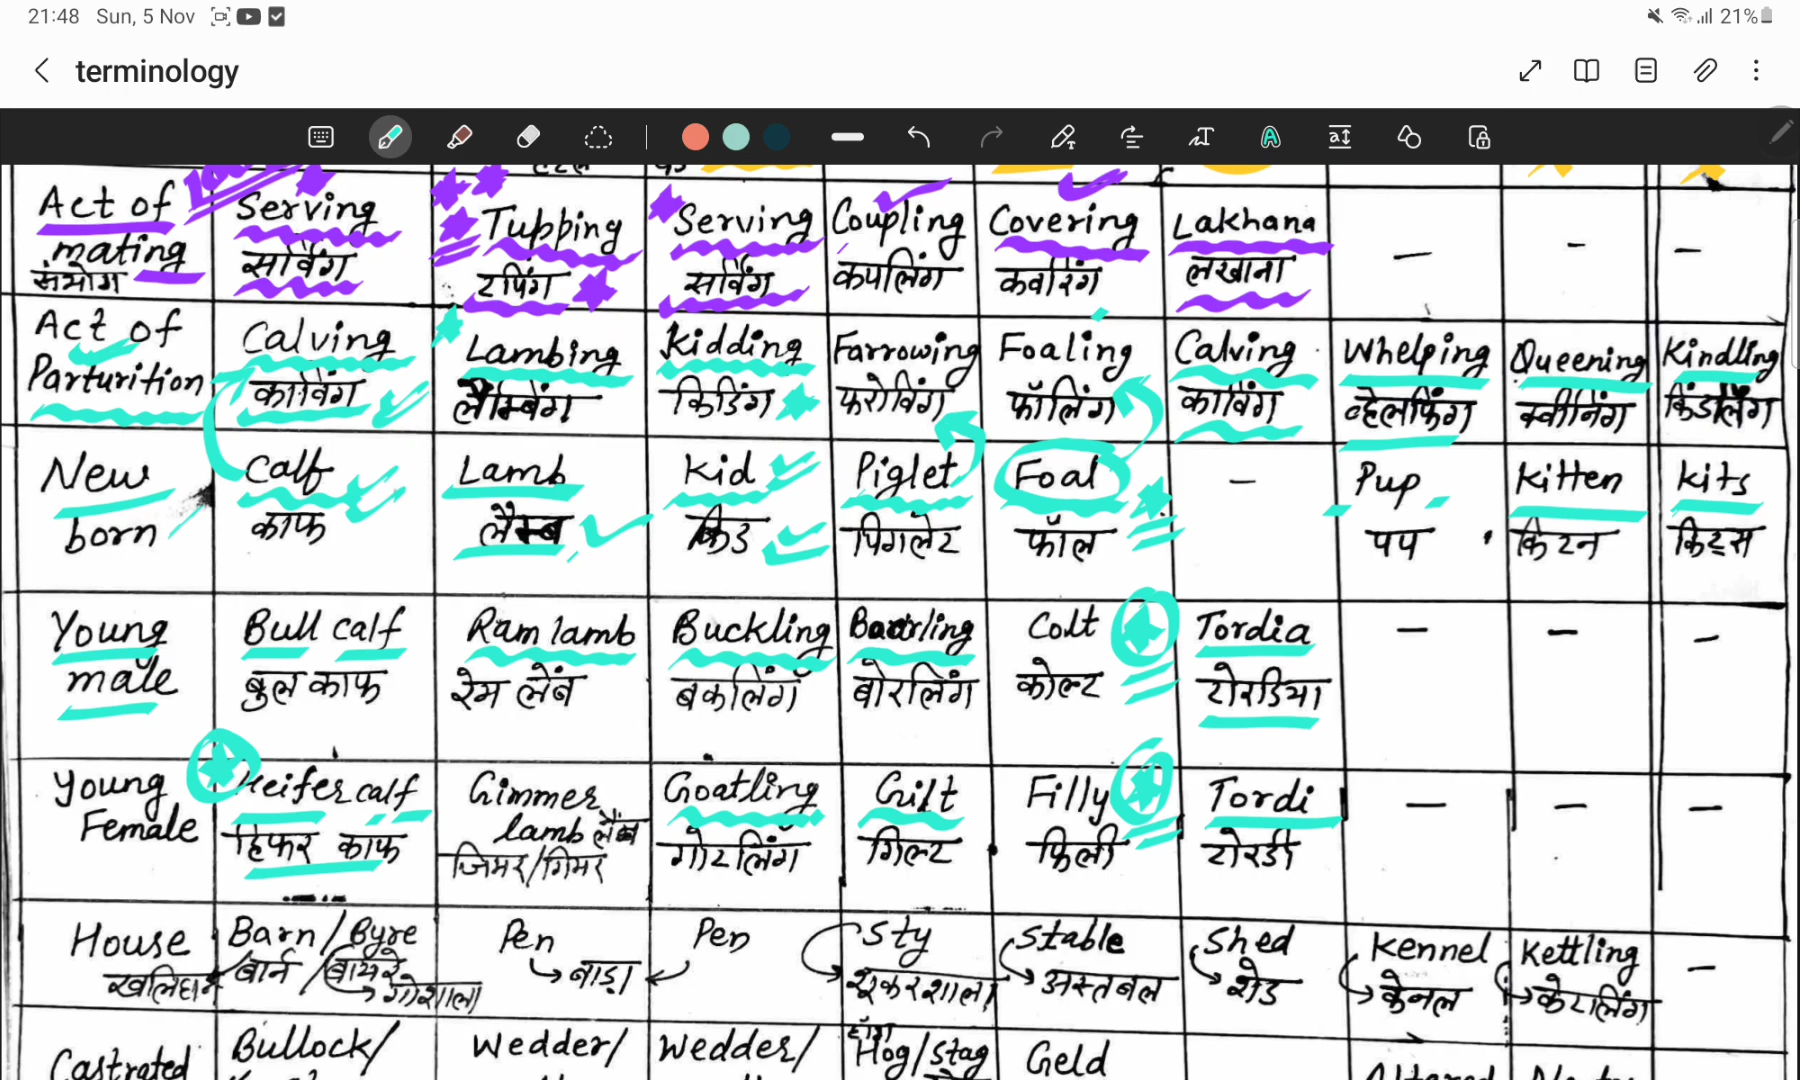 21:48 Sun, 5 Nov
21%
terminology
Act of mating संभोग
Serving सर्विंग
Tupping टपिंग
Serving सर्विंग
Coupling कपलिंग
Covering कवरिंग
Lakhana लखाना
—
-
—
Act of Parturition
Calving काविंग
Lambing लैम्बिंग
Kidding किडिंग
Farrowing फेरोविंग
Foaling फॉलिंग
Calving काविंग
Whelping व्हेलपिंग
Queening क्वीनिंग
Kindling किंडलिंग
New born
Calf काफ
Lamb लैम्ब
Kid किड
Piglet पिगलेट
Foal फॉल
—
Pup पप
Kitten किटन
Kits किट्स
Young male
Bull calf बुल काफ
Ram lamb रेम लेंब
Buckling बकलिंग
Boarling बोरलिंग
Colt कोल्ट
Tordia टोरडिया
—
—
—
Young Female
Heifer calf हिफर काफ
Gimmer lamb जिमर/गिमर
Goatling गोटलिंग
Gilt गिल्ट
Filly फिली
Tordi टोरडी
—
—
—
House
Barn/Byre बार्न/बायरे गोशाला
Pen बाड़ा
Pen
Sty शूकरशाला
Stable अस्तबल
Shed शेड
Kennel केनल
Kettling केटलिंग
—
Castrated
Bullock/
Wedder/
Wedder/
Hog/Stag
Geld
Altered